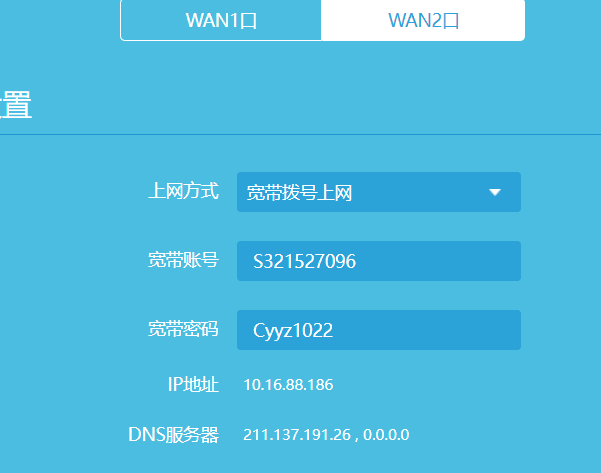 WAN1口 WAN2口
置
上网方式 宽带拨号上网
宽带账号 S321527096
宽带密码 Cyyz1022
IP地址 10.16.88.186
DNS服务器 211.137.191.26 , 0.0.0.0